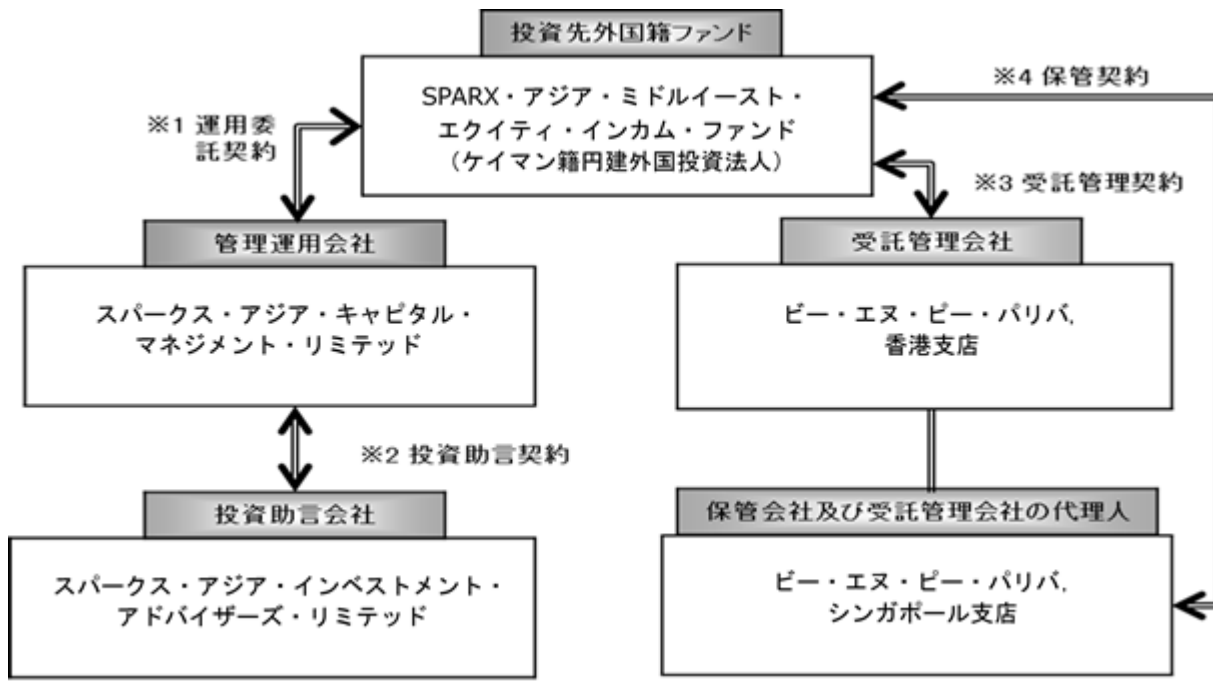 投資先外国籍ファンド
SPARX・アジア・ミドルイースト・
エクイティ・インカム・ファンド
（ケイマン籍円建外国投資法人）
※4 保管契約
※1 運用委
託契約
※3 受託管理契約
管理運用会社
スパークス・アジア・キャピタル・
マネジメント・リミテッド
受託管理会社
ビー・エヌ・ピー・パリバ,
香港支店
※2 投資助言契約
投資助言会社
スパークス・アジア・インベストメント・
アドバイザーズ・リミテッド
保管会社及び受託管理会社の代理人
ビー・エヌ・ピー・パリバ,
シンガポール支店